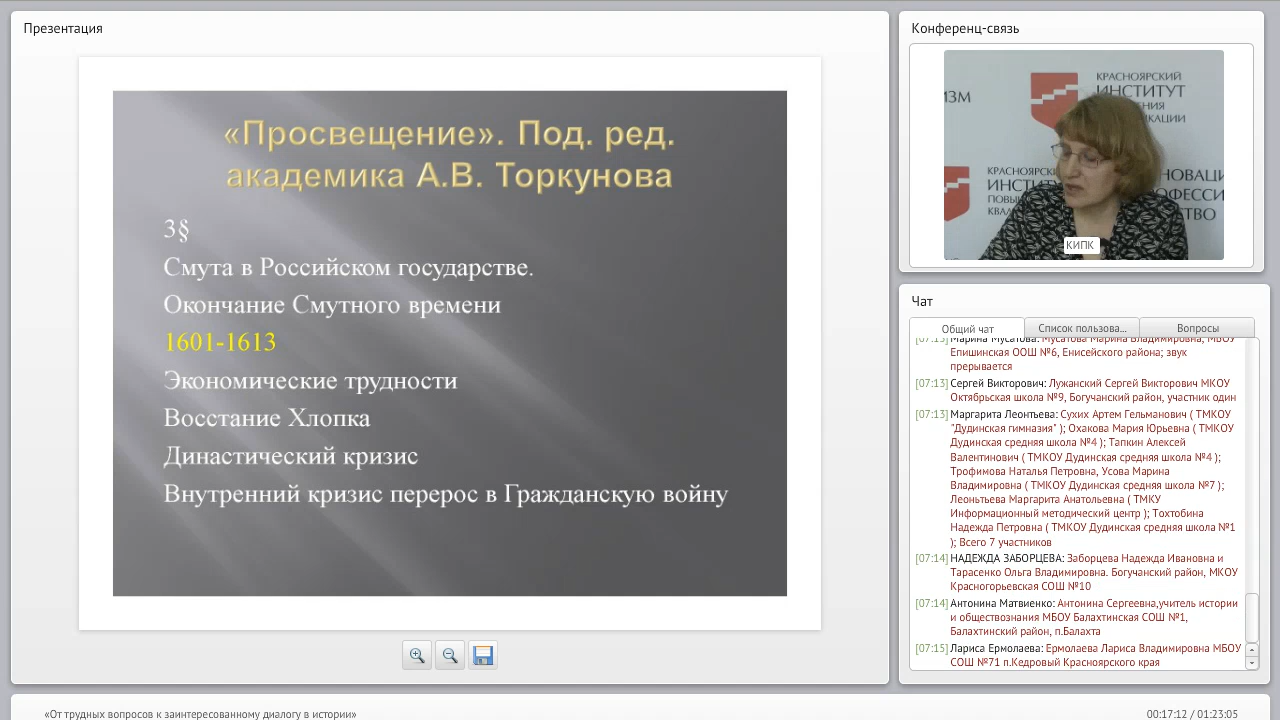 Презентация
«Просвещение». Под. ред.
академика А.В. Торкунова
3§
Смута в Российском государстве.
Окончание Смутного времени
1601-1613
Экономические трудности
Восстание Хлопка
Династический кризис
Внутренний кризис перерос в Гражданскую войну
Конференц-связь
ИЗМ
КРАСНОЯРСКИЙ
ИНСТИТУТ
КРАСНОЯРСК
ИНСТИ
ПОВЫ
КВАЛ
НОВАЦИ
РОФЕССИ
СТВО
КИПК
Чат
Общий чат
Список пользова...
Вопросы
[07:13] Марина Мусатова: Мусатова Марина Владимировна, МБОУ
Епишинская ООШ №6, Енисейского района; звук
прерывается
[07:13] Сергей Викторович: Лужанский Сергей Викторович МКОУ
Октябрьская школа №9, Богучанский район, участник один
[07:13] Маргарита Леонтьева: Сухих Артем Гельманович ( ТМКОУ
"Дудинская гимназия" ); Охакова Мария Юрьевна ( ТМКОУ
Дудинская средняя школа №4 ); Тапкин Алексей
Валентинович ( ТМКОУ Дудинская средняя школа №4 );
Трофимова Наталья Петровна, Усова Марина
Владимировна ( ТМКОУ Дудинская средняя школа №7 );
Леоньтьева Маргарита Анатольевна ( ТМКУ
Информационный методический центр ); Тохтобина
Надежда Петровна ( ТМКОУ Дудинская средняя школа №1
); Всего 7 участников
[07:14] НАДЕЖДА ЗАБОРЦЕВА: Заборцева Надежда Ивановна и
Тарасенко Ольга Владимировна. Богучанский район, МКОУ
Красногорьевская СОШ №10
[07:14] Антонина Матвиенко: Антонина Сергеевна,учитель истории
и обществознания МБОУ Балахтинская СОШ №1,
Балахтинский район, п.Балахта
[07:15] Лариса Ермолаева: Ермолаева Лариса Владимировна МБОУ
СОШ №71 п.Кедровый Красноярского края
«От трудных вопросов к заинтересованному диалогу в истории»
00:17:12 / 01:23:05